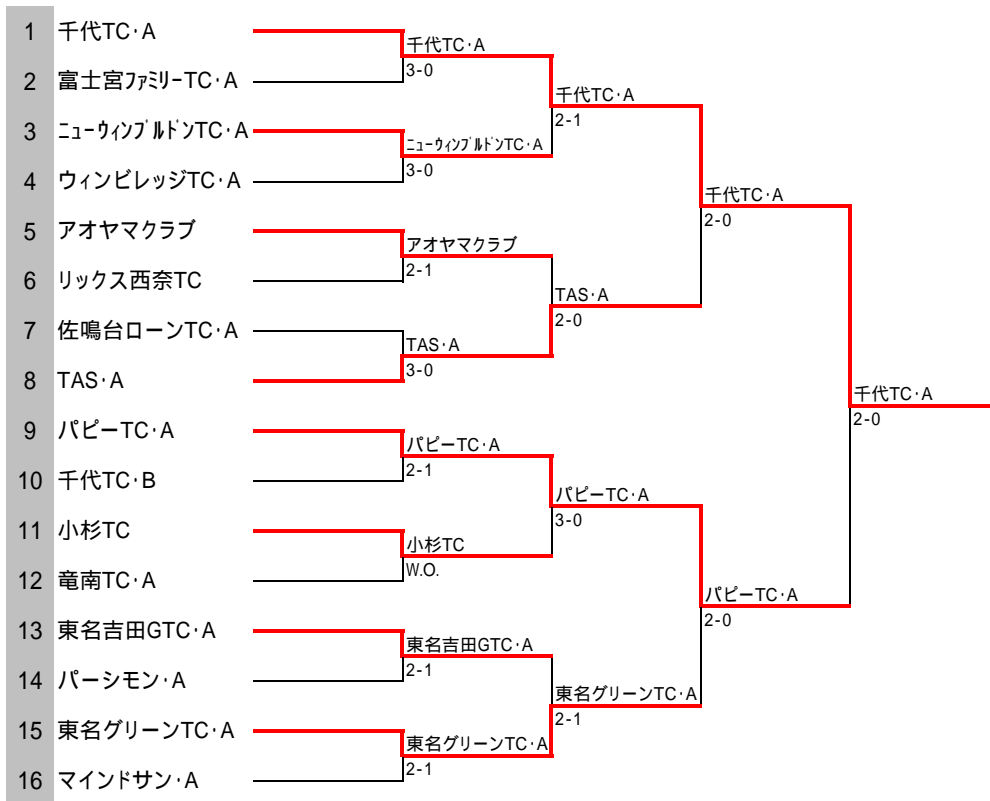 1 千代TC・A
千代TC・A
3-0
2 富士宮ファミリーTC・A
千代TC・A
2-1
3 ニューウィンブルドンTC・A
ニューウィンブルドンTC・A
3-0
4 ウィンビレッジTC・A
千代TC・A
2-0
5 アオヤマクラブ
アオヤマクラブ
2-1
6 リックス西奈TC
TAS・A
2-0
7 佐鳴台ローンTC・A
TAS・A
3-0
8 TAS・A
千代TC・A
2-0
9 パピーTC・A
パピーTC・A
2-1
10 千代TC・B
パピーTC・A
3-0
11 小杉TC
小杉TC
W.O.
12 竜南TC・A
パピーTC・A
2-0
13 東名吉田GTC・A
東名吉田GTC・A
2-1
14 パーシモン・A
東名グリーンTC・A
2-1
15 東名グリーンTC・A
東名グリーンTC・A
2-1
16 マインドサン・A